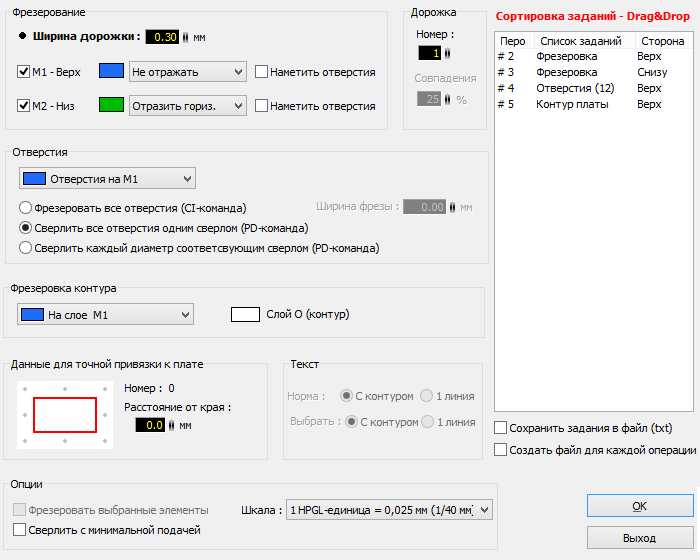 Фрезерование
Ширина дорожки : 0.30 мм
М1 - Верх Не отражать Наметить отверстия
М2 - Низ Отразить гориз. Наметить отверстия
Дорожка
Номер :
1
Совпадения
25 %
Сортировка заданий - Drag&Drop
Перо Список заданий Сторона
# 2 Фрезеровка Верх
# 3 Фрезеровка Снизу
# 4 Отверстия (12) Верх
# 5 Контур платы Верх
Отверстия
Отверстия на М1
Фрезеровать все отверстия (CI-команда)
Ширина фрезы : 0.00 мм
Сверлить все отверстия одним сверлом (PD-команда)
Сверлить каждый диаметр соответсвующим сверлом (PD-команда)
Фрезеровка контура
На слое М1 Слой О (контур)
Данные для точной привязки к плате
Номер : 0
Расстояние от края :
0.0 мм
Текст
Норма : С контуром 1 линия
Выбрать : С контуром 1 линия
Сохранить задания в файл (txt)
Создать файл для каждой операции
Опции
Фрезеровать выбранные элементы
Сверлить с минимальной подачей
Шкала : 1 HPGL-единица = 0,025 мм (1/40 мм)
OK
Выход